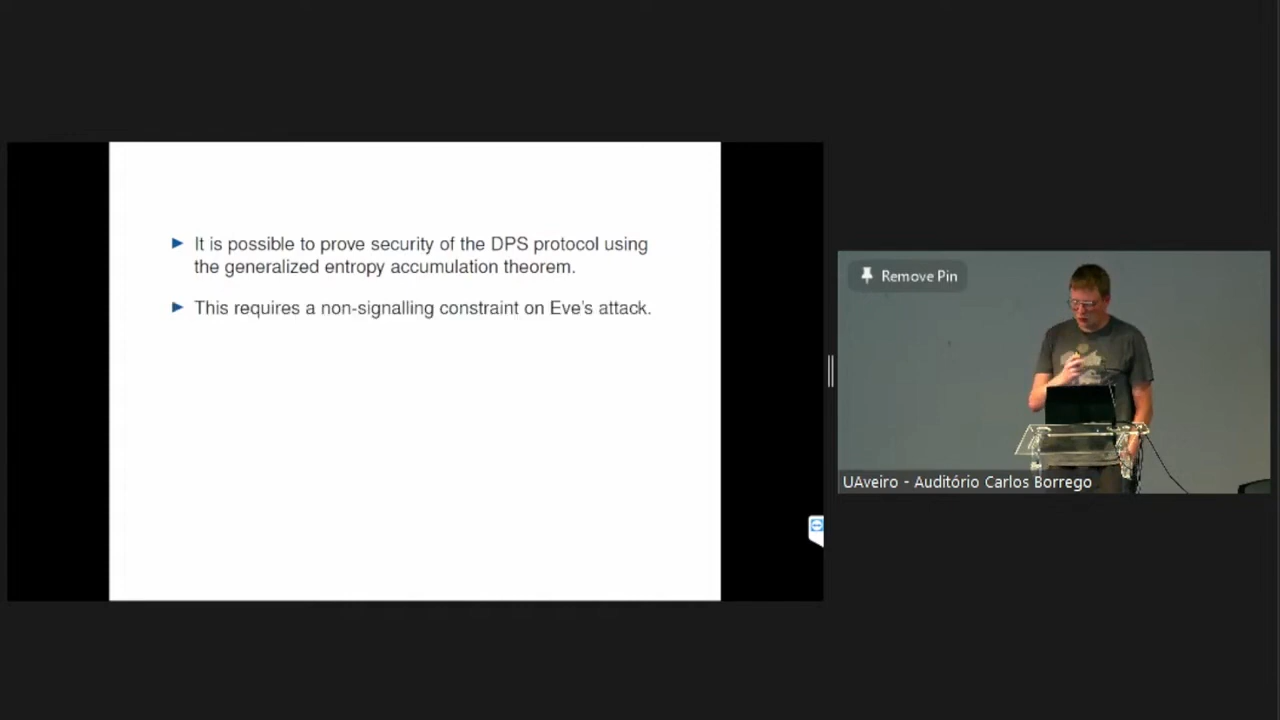 ► It is possible to prove security of the DPS protocol using
the generalized entropy accumulation theorem.
► This requires a non-signalling constraint on Eve's attack.
Remove Pin
UAveiro - Auditório Carlos Borrego